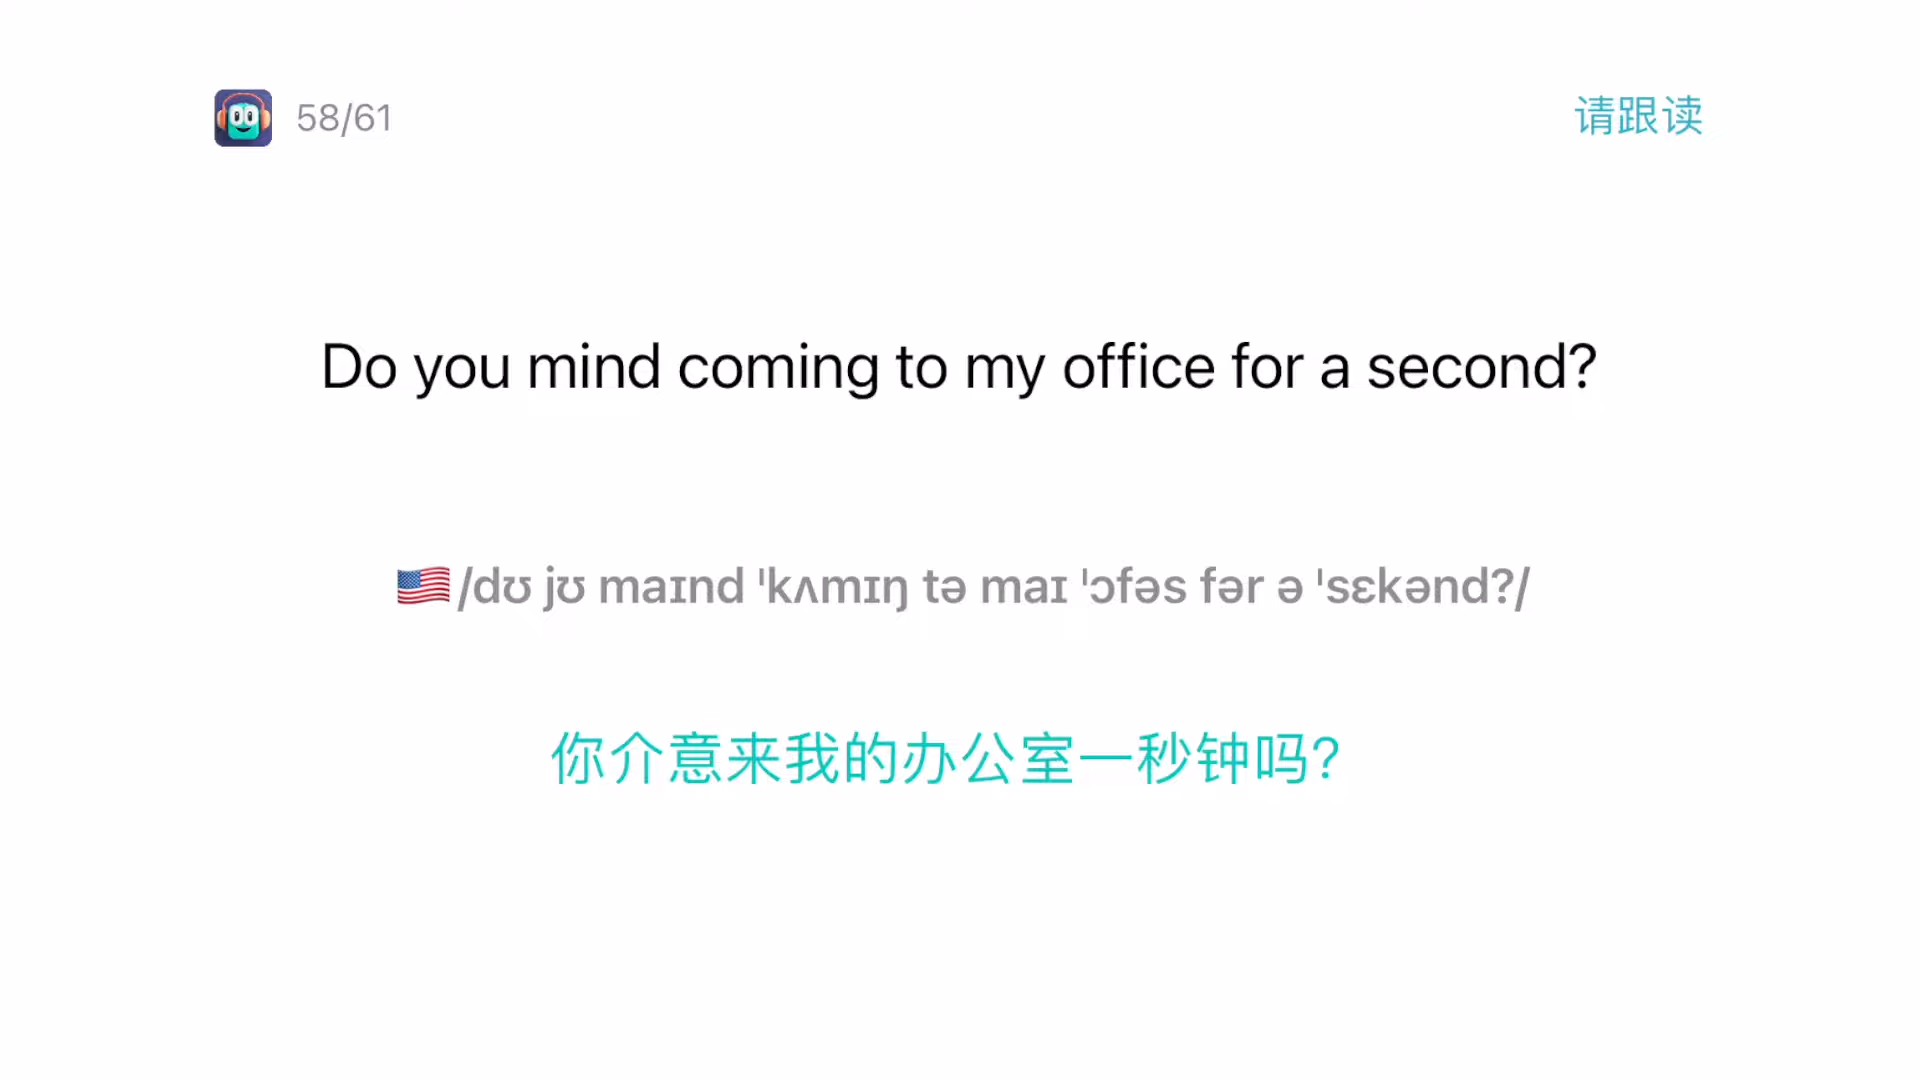 58/61
请跟读
Do you mind coming to my office for a second?
/dʊ jʊ maɪnd ˈkʌmɪŋ tə maɪ ˈɔfəs fər ə ˈsɛkənd?/
你介意来我的办公室一秒钟吗?